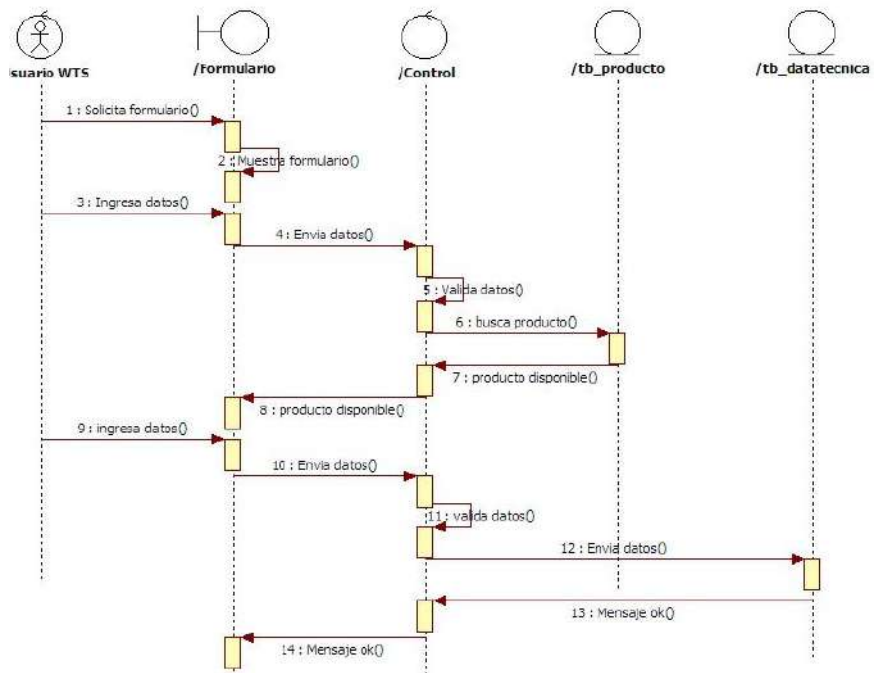 suario WTS
/Formulario
/Control
/tb_producto
/tb_datatecnica
1 : Solicita formulario()
2 : Muestra formulario()
3 : Ingresa datos()
4 : Envia datos()
5 : Valida datos()
6 : busca producto()
7 : producto disponible()
8 : producto disponible()
9 : ingresa datos()
10 : Envia datos()
11 : valida datos()
12 : Envia datos()
13 : Mensaje ok()
14 : Mensaje ok()